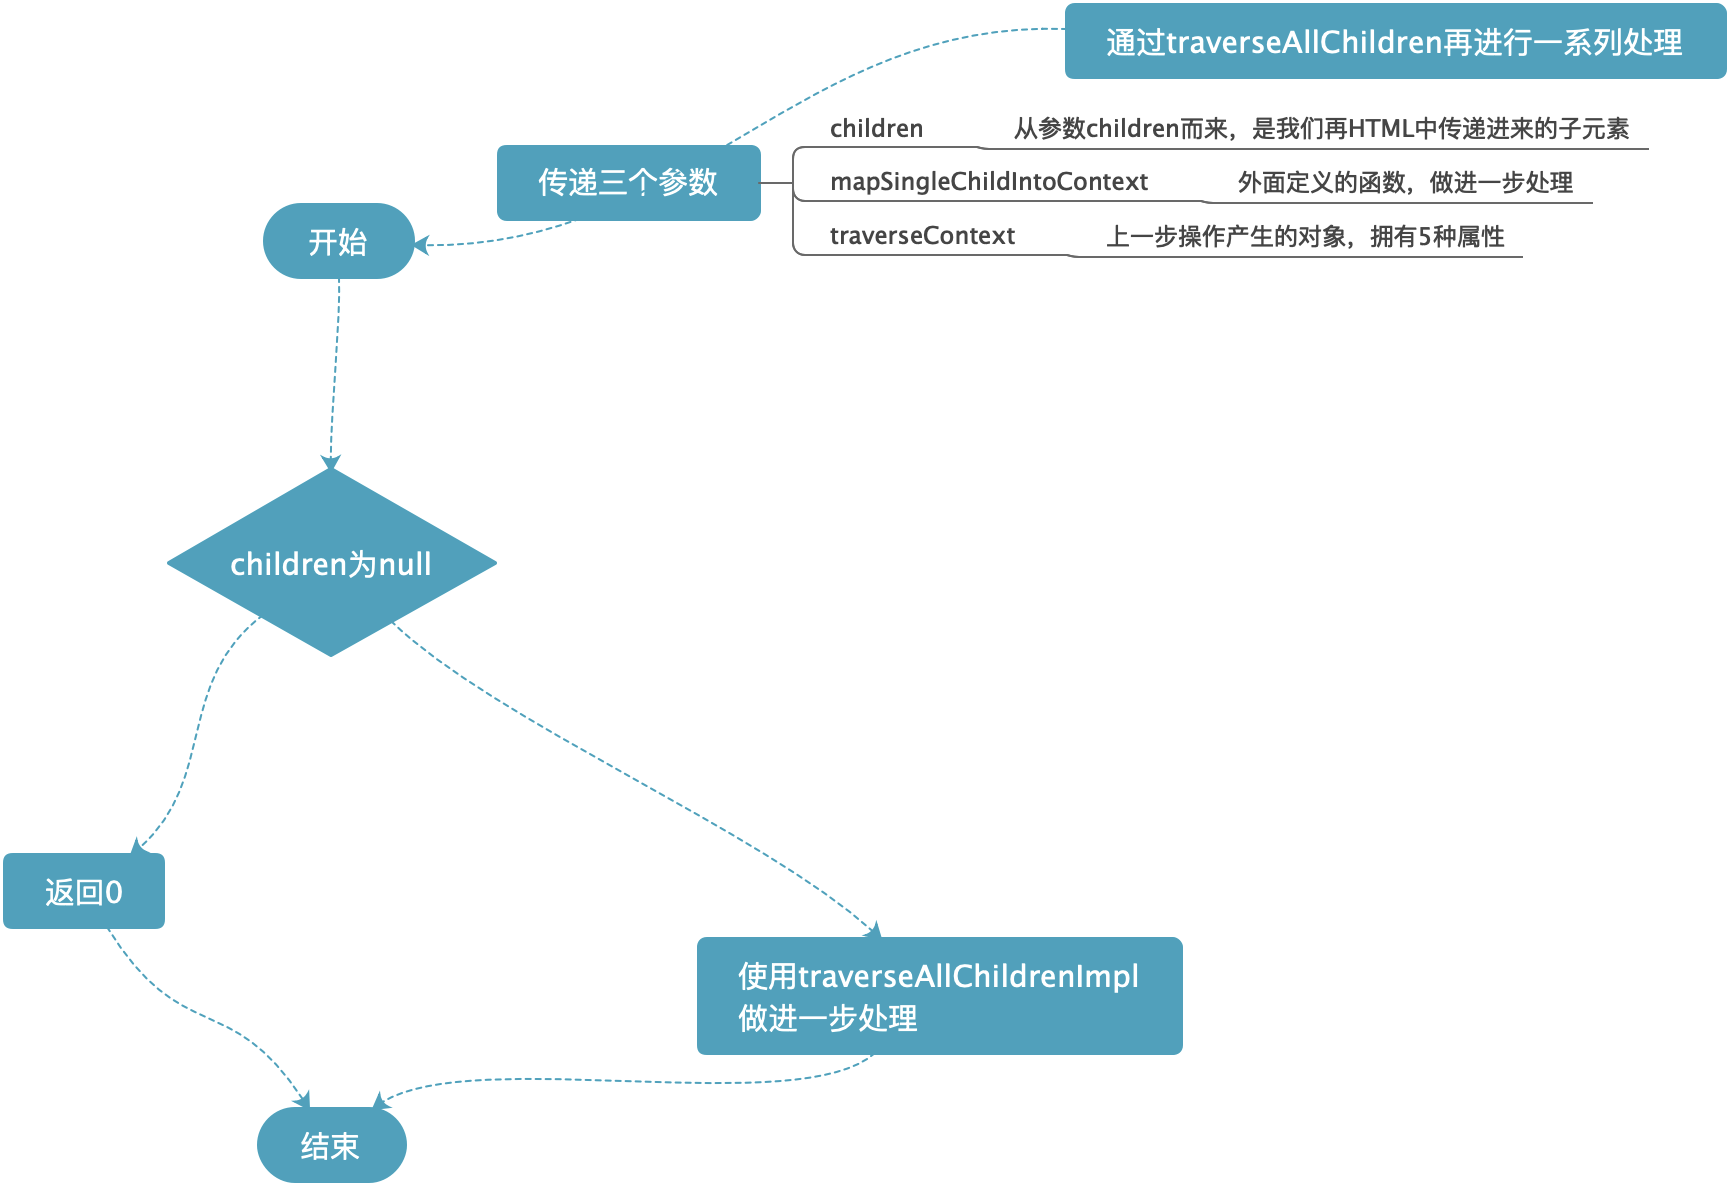 通过traverseAllChildren再进行一系列处理
children
从参数children而来，是我们再HTML中传递进来的子元素
传递三个参数
mapSingleChildIntoContext
外面定义的函数，做进一步处理
traverseContext
上一步操作产生的对象，拥有5种属性
开始
children为null
返回0
使用traverseAllChildrenImpl
做进一步处理
结束